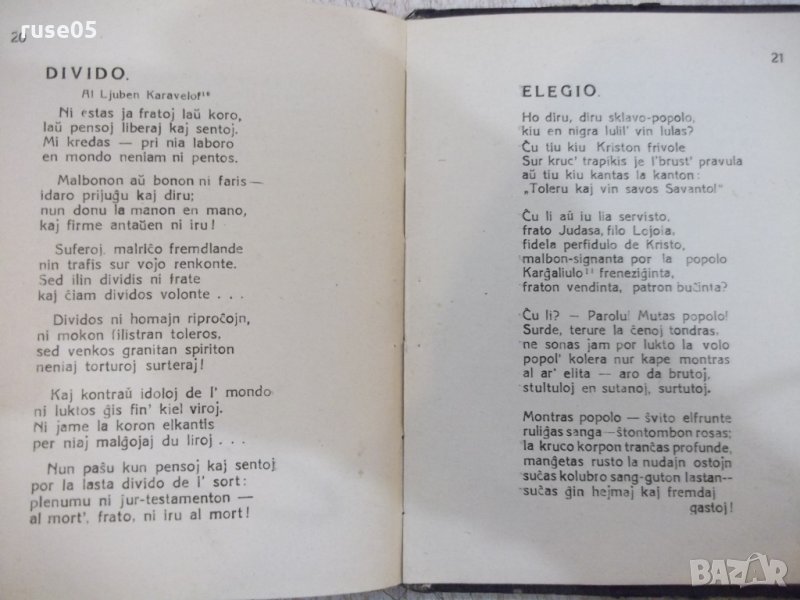 ruse05
20
DIVIDO.
Al Ljuben Karavelof¹⁰
Ni estas ja fratoj laŭ koro,
laŭ pensoj liberaj kaj sentoj.
Mi kredas — pri nia laboro
en mondo neniam ni pentos.
Malbonon aŭ bonon ni faris —
idaro prijuĝu kaj diru;
nun donu la manon en mano,
kaj firme antaŭen ni iru!
Suferoj, malriĉo fremdlande
nin trafis sur vojo renkonte.
Sed ilin dividis ni frate
kaj ĉiam dividos volonte . . .
Dividos ni homajn riproĉojn,
ni mokon filistran toleros,
sed venkos granitan spiriton
neniaj torturoj surteraj!
Kaj kontraŭ idoloj de l' mondo
ni luktos ĝis fin' kiel viroj.
Ni jame la koron elkantis
per niaj malĝojaj du liroj . . .
Nun paŝu kun pensoj kaj sentoj
por la lasta divido de l' sort:
plenumu ni ĵur-testamenton —
al mort', frato, ni iru al mort!
21
ELEGIO.
Ho diru, diru sklavo-popolo,
kiu en nigra lulil' vin lulas?
Ĉu tiu kiu Kriston frivole
Sur kruc' trapikis je l'brust' pravula
aŭ tiu kiu kantas la kanton:
„Toleru kaj vin savos Savanto!"
Ĉu li aŭ iu lia servisto,
frato Judasa, filo Lojola,
fidela perfidulo de Kristo,
malbon-signanta por la popolo
Karĝaliulo¹¹ freneziĝinta,
fraton vendinta, patron buĉinta?
Ĉu li? — Parolu! Mutas popolo!
Surde, terure la ĉenoj tondras,
ne sonas jam por lukto la volo
popol' kolera nur kape montras
al ar' elita — aro da brutoj,
stultuloj en sutanoj, surtutoj.
Montras popolo — ŝvito elfrunte
ruliĝas sanga — ŝtontombon rosas;
la kruco korpon tranĉas profunde,
manĝetas rusto la nudajn ostojn
suĉas kolubro sang-guton lastan—
suĉas ĝin hejmaj kaj fremdaj
gastoj!
BAZAR